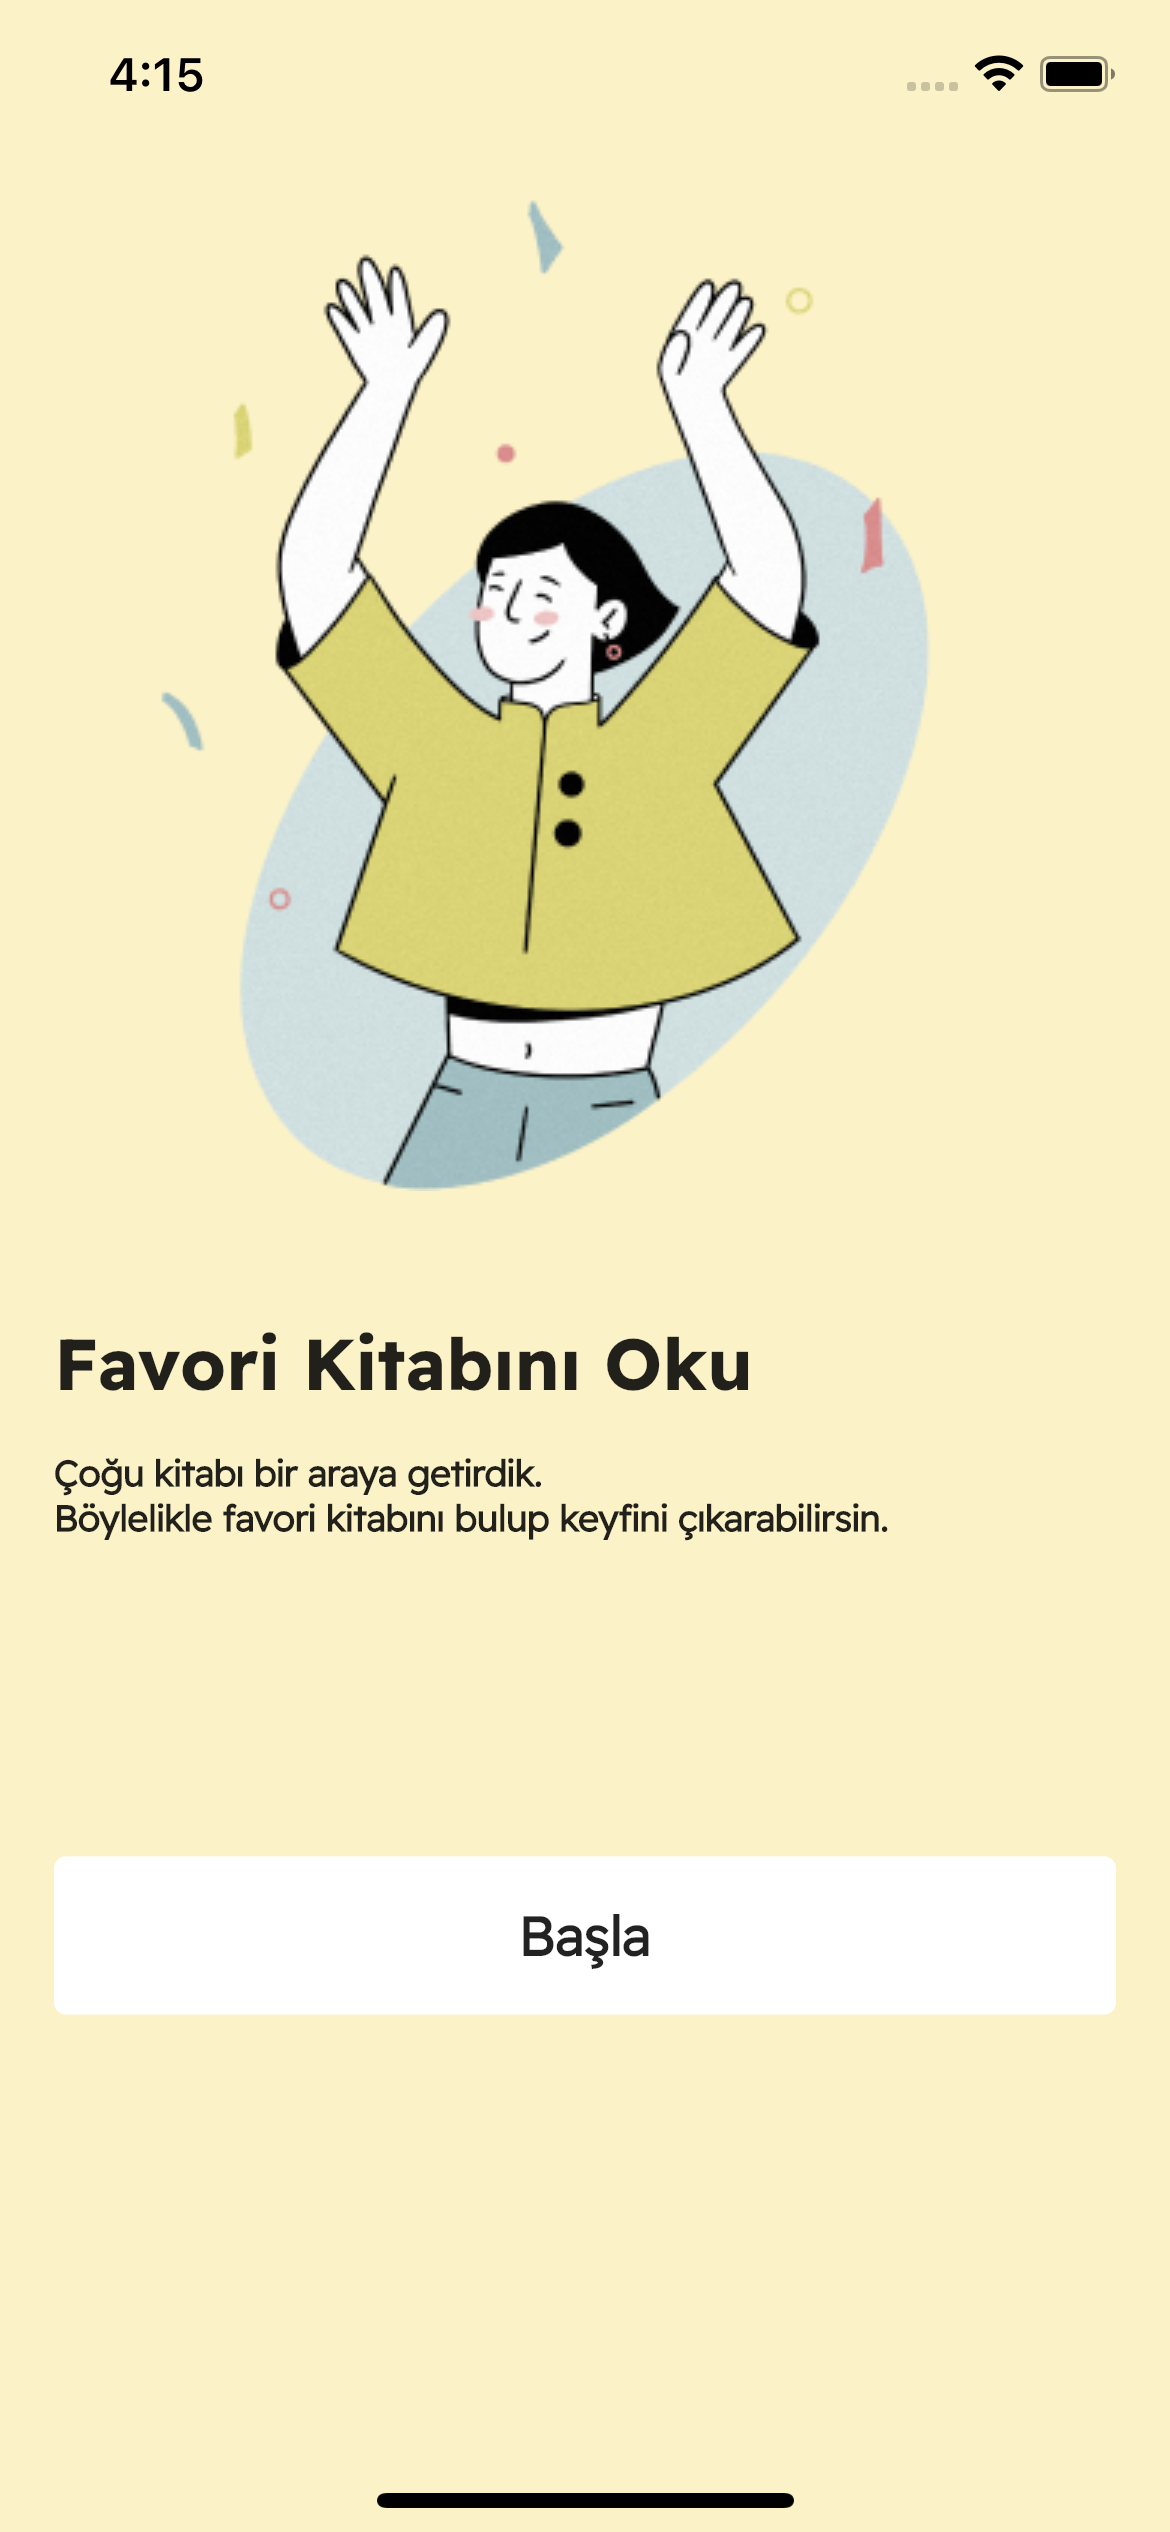 4:15
Favori Kitabını Oku
Çoğu kitabı bir araya getirdik.
Böylelikle favori kitabını bulup keyfini çıkarabilirsin.
Başla